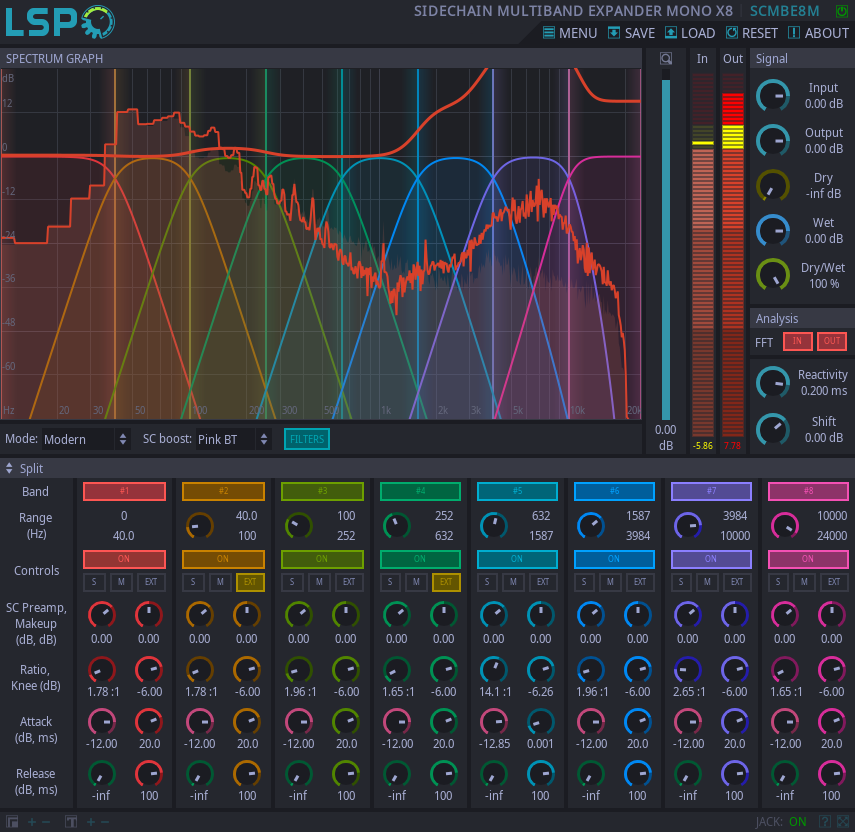 LSP
SIDECHAIN MULTIBAND EXPANDER MONO X8 SCMBE8M
MENU SAVE LOAD RESET ABOUT
SPECTRUM GRAPH
In Out
Signal
dB
12
0
-12
-24
-36
-48
-60
Hz 20 30 50 100 200 300 500 1k 2k 3k 5k 10k 20k
0.00
dB
-5.86 7.78
Input
0.00 dB
Output
0.00 dB
Dry
-inf dB
Wet
0.00 dB
Dry/Wet
100 %
Analysis
FFT IN OUT
Reactivity
0.200 ms
Shift
0.00 dB
Mode: Modern SC boost: Pink BT FILTERS
Split
Band #1 #2 #3 #4 #5 #6 #7 #8
Range
(Hz)
0 40.0 100 252 632 1587 3984 10000
40.0 100 252 632 1587 3984 10000 24000
Controls
ON ON ON ON ON ON ON ON
S M EXT S M EXT S M EXT S M EXT S M EXT S M EXT S M EXT S M EXT
SC Preamp,
Makeup
(dB, dB)
0.00 0.00 0.00 0.00 0.00 0.00 0.00 0.00 0.00 0.00 0.00 0.00 0.00 0.00 0.00 0.00
Ratio,
Knee (dB)
1.78 :1 -6.00 1.78 :1 -6.00 1.96 :1 -6.00 1.65 :1 -6.00 14.1 :1 -6.26 1.96 :1 -6.00 2.65 :1 -6.00 1.65 :1 -6.00
Attack
(dB, ms)
-12.00 20.0 -12.00 20.0 -12.00 20.0 -12.00 20.0 -12.85 0.001 -12.00 20.0 -12.00 20.0 -12.00 20.0
Release
(dB, ms)
-inf 100 -inf 100 -inf 100 -inf 100 -inf 100 -inf 100 -inf 100 -inf 100
JACK: ON